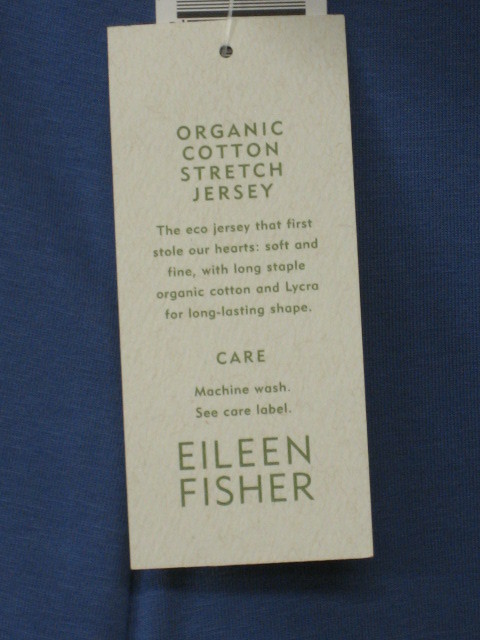 ORGANIC
COTTON
STRETCH
JERSEY
The eco jersey that first
stole our hearts: soft and
fine, with long staple
organic cotton and Lycra
for long-lasting shape.
CARE
Machine wash.
See care label.
EILEEN
FISHER